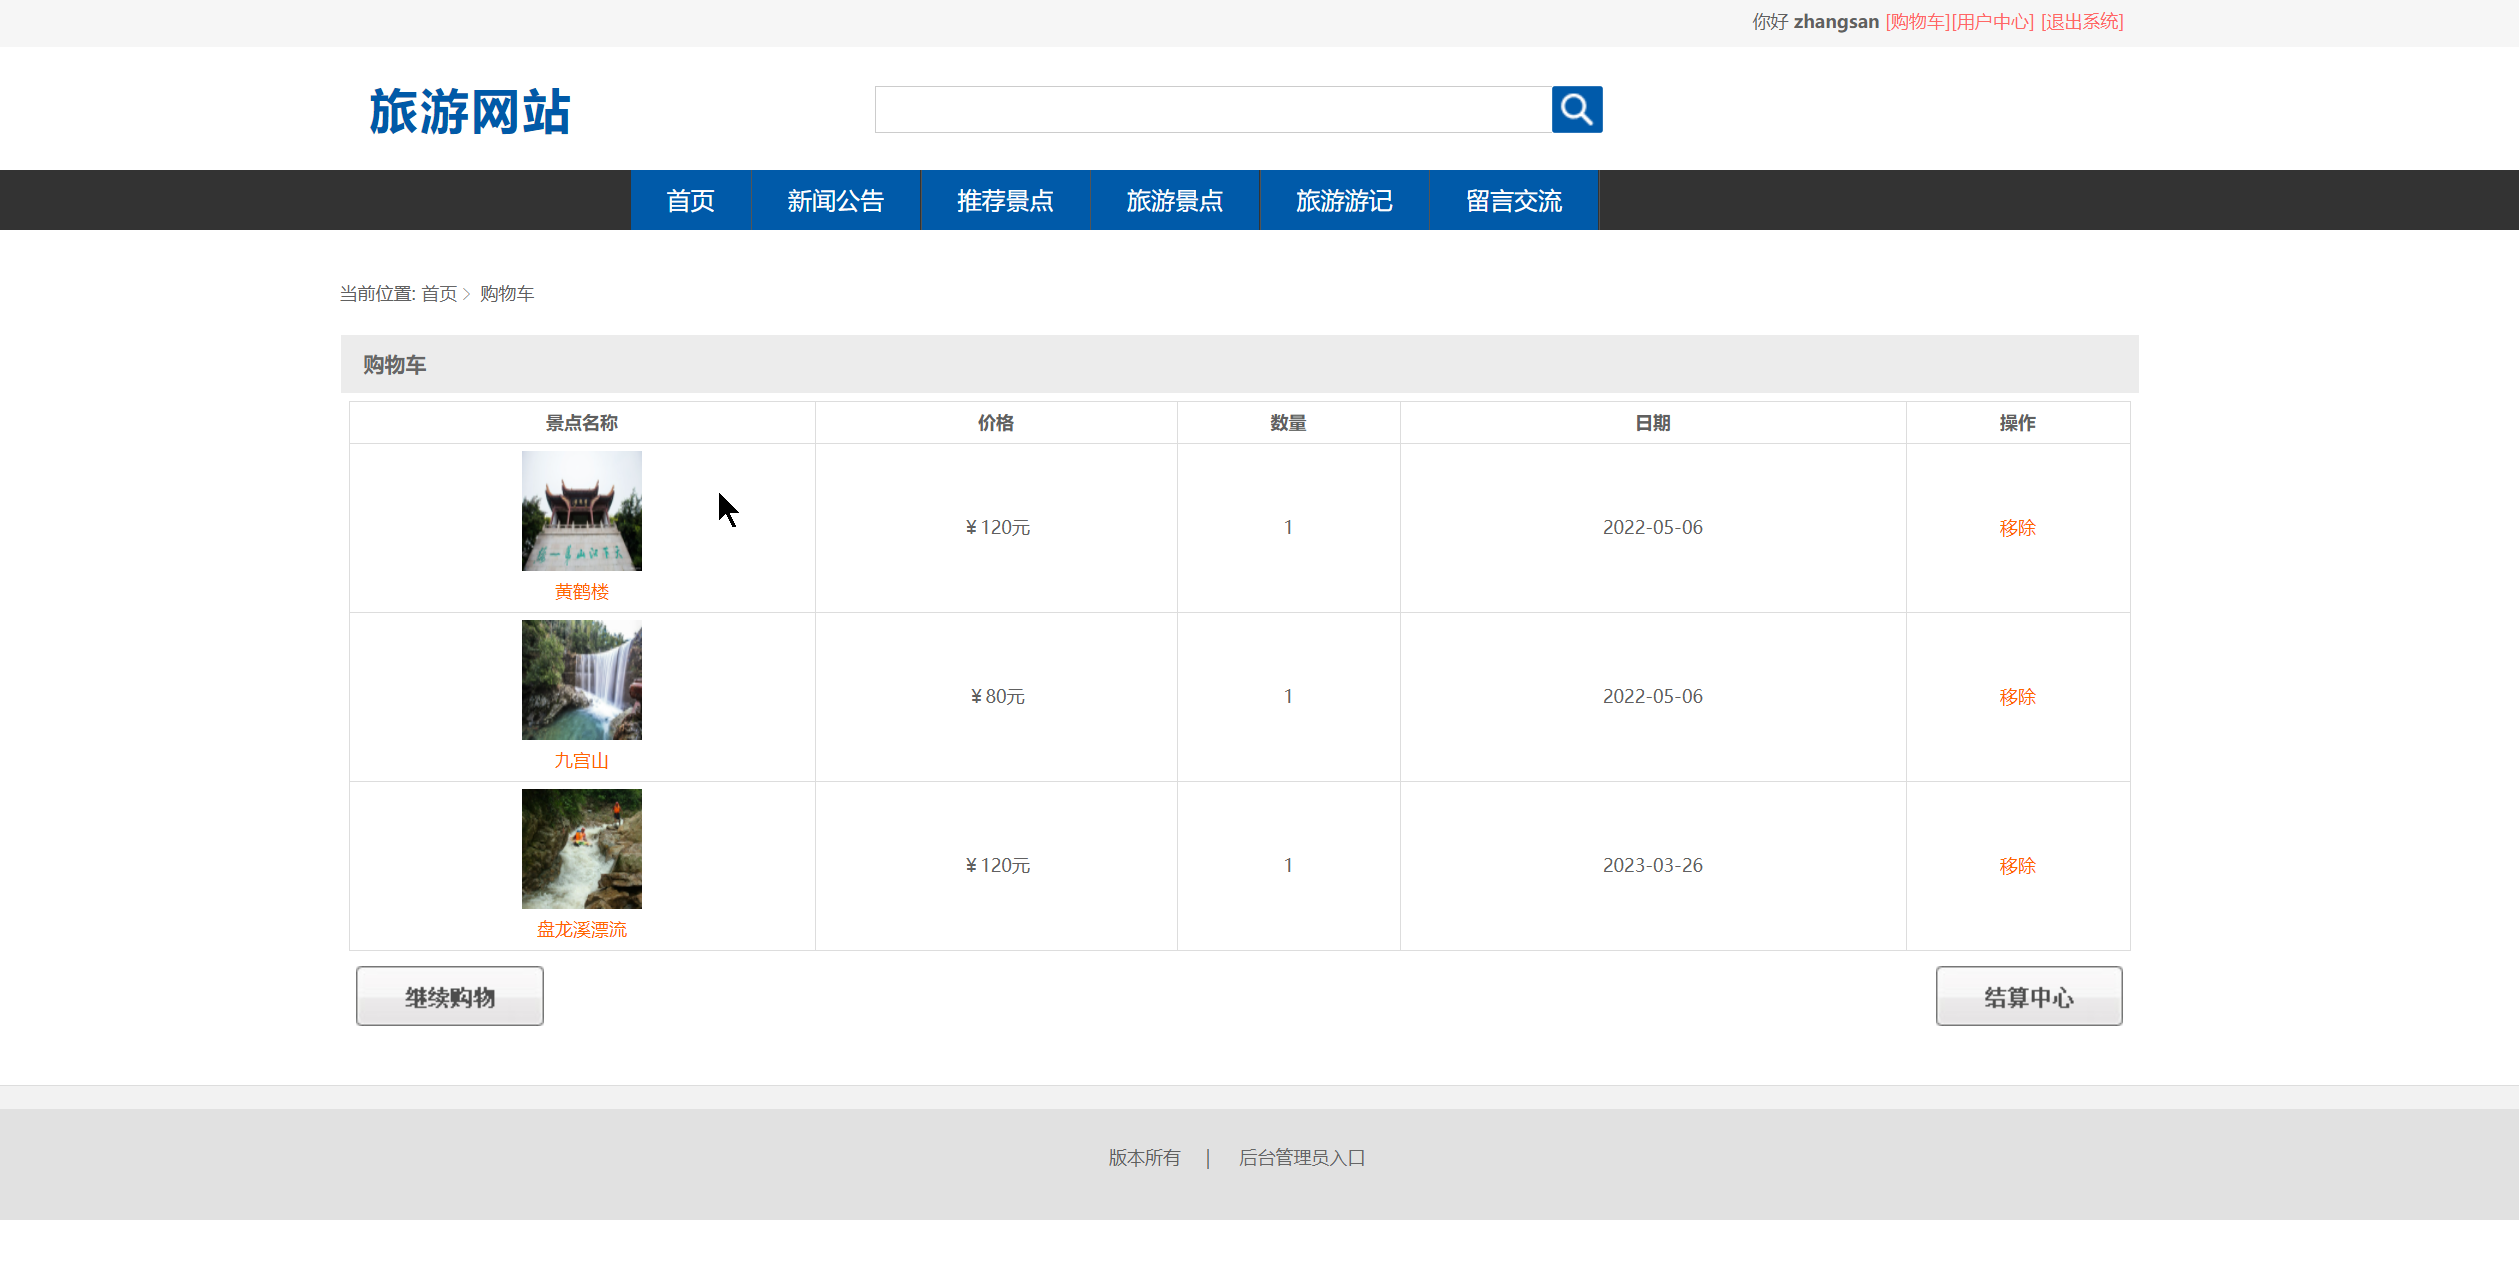 你好 zhangsan [购物车][用户中心] [退出系统]
旅游网站
首页 新闻公告 推荐景点 旅游景点 旅游游记 留言交流
当前位置: 首页 > 购物车
购物车
景点名称 价格 数量 日期 操作
黄鹤楼 ￥120元 1 2022-05-06 移除
九宫山 ￥80元 1 2022-05-06 移除
盘龙溪漂流 ￥120元 1 2023-03-26 移除
继续购物 结算中心
版本所有 | 后台管理员入口